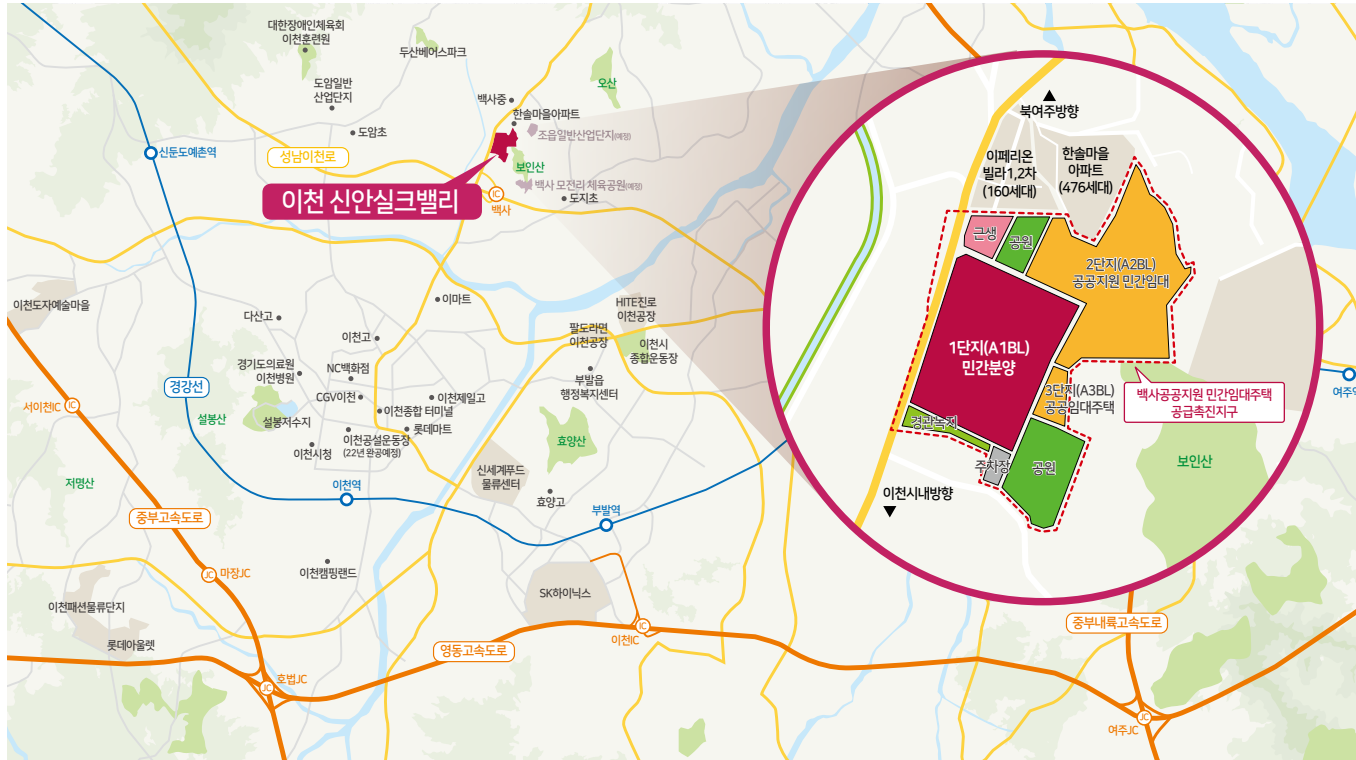 대한장애인체육회
이천훈련원
두산베어스파크
오산
도암일반
산업단지
백사중
한솔마을아파트
도암초
조읍일반산업단지(예정)
성남이천로
신둔도예촌역
보인산
백사 모전리 체육공원(예정)
이천 신안실크밸리
IC
백사
도지초
이천도자예술마을
이마트
HITE진로
이천공장
다산고
이천고
팔도라면
이천공장
이천시
종합운동장
경기도의료원
이천병원
NC백화점
부발읍
행정복지센터
경강선
CGV이천
이천제일고
서이천IC
IC
설봉산
설봉저수지
이천종합 터미널
롯데마트
이천공설운동장
(22년 완공예정)
이천시청
효양산
저명산
신세계푸드
물류센터
이천역
효양고
부발역
중부고속도로
이천캠핑랜드
JC
마장JC
SK하이닉스
이천패션물류단지
롯데아울렛
IC
이천IC
영동고속도로
JC
호법JC
북여주방향
이페리온
빌라1,2차
(160세대)
한솔마을
아파트
(476세대)
근생
공원
2단지(A2BL)
공공지원 민간임대
1단지(A1BL)
민간분양
3단지(A3BL)
공공임대주택
백사공공지원 민간임대주택
공급촉진지구
경관녹지
주차장
공원
보인산
이천시내방향
여주역
중부내륙고속도로
JC
여주JC